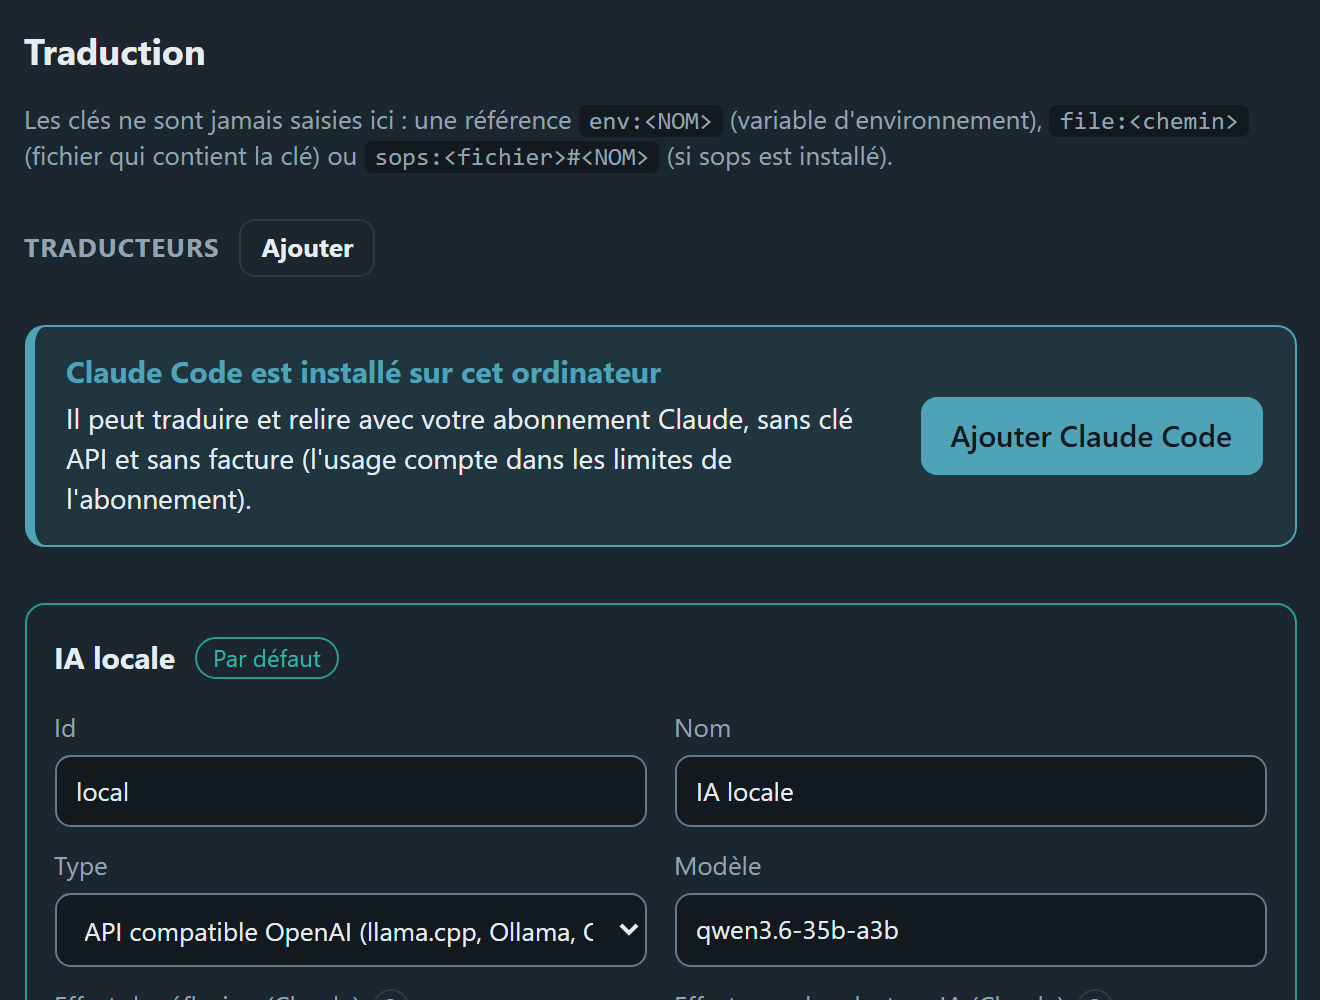 Traduction
Les clés ne sont jamais saisies ici : une référence env:<NOM> (variable d'environnement), file:<chemin>
(fichier qui contient la clé) ou sops:<fichier>#<NOM> (si sops est installé).
TRADUCTEURS Ajouter
Claude Code est installé sur cet ordinateur
Il peut traduire et relire avec votre abonnement Claude, sans clé
API et sans facture (l'usage compte dans les limites de
l'abonnement).
Ajouter Claude Code
IA locale Par défaut
Id Nom
local IA locale
Type Modèle
API compatible OpenAI (llama.cpp, Ollama, qwen3.6-35b-a3b